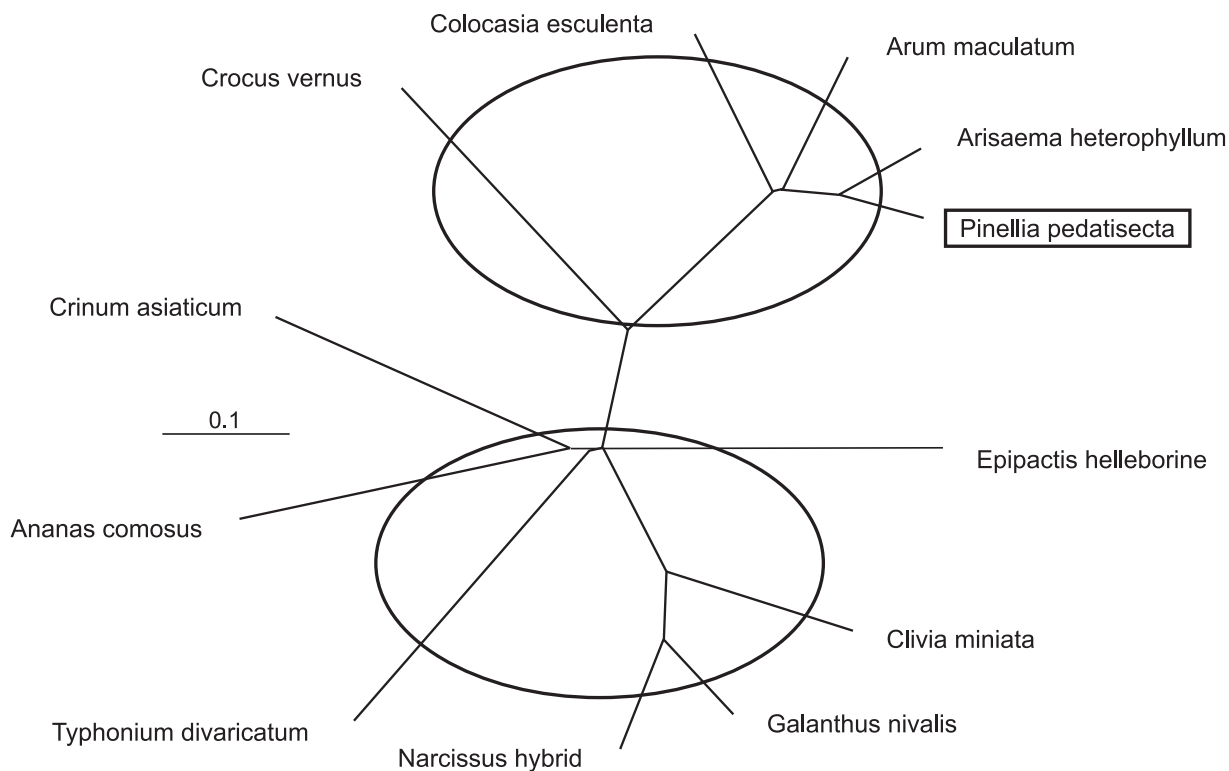 Colocasia esculenta
Arum maculatum
Crocus vernus
Arisaema heterophyllum
Pinellia pedatisecta
Crinum asiaticum
0.1
Epipactis helleborine
Ananas comosus
Clivia miniata
Galanthus nivalis
Typhonium divaricatum
Narcissus hybrid